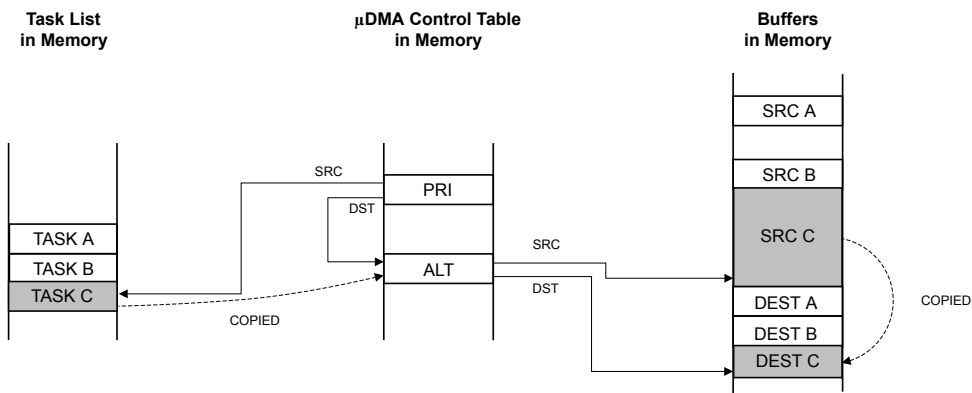 Task List
in Memory
µDMA Control Table
in Memory
Buffers
in Memory
SRC A
SRC B
SRC C
DEST A
DEST B
DEST C
SRC
PRI
DST
ALT
SRC
DST
TASK A
TASK B
TASK C
COPIED
COPIED